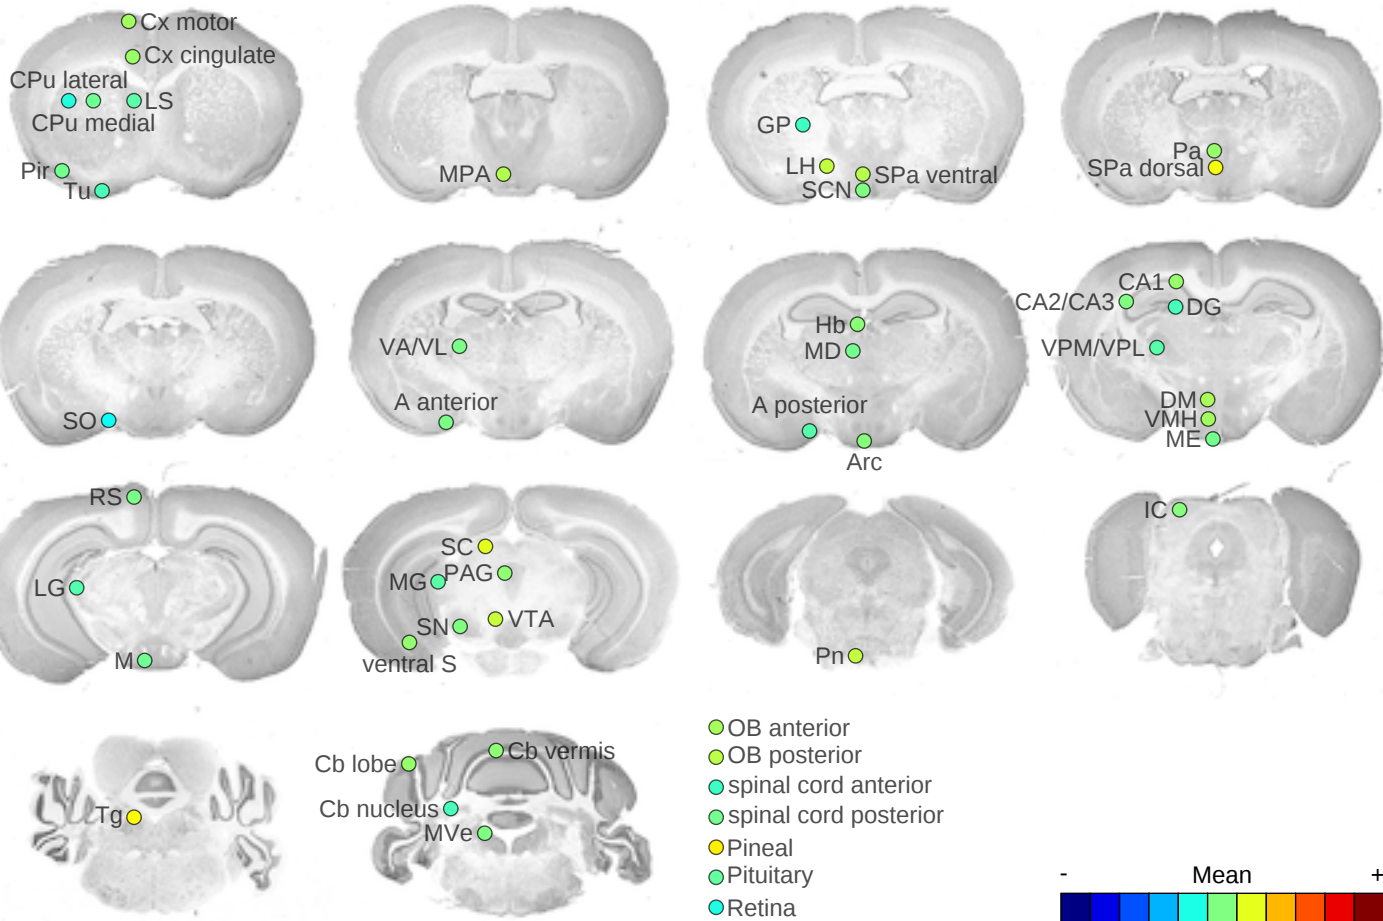 Cx motor
Cx cingulate
CPu lateral
LS
CPu medial
Pir
Tu
MPA
GP
LH
SPa ventral
SCN
Pa
SPa dorsal
SO
VA/VL
A anterior
Hb
MD
A posterior
Arc
CA1
CA2/CA3
DG
VPM/VPL
DM
VMH
ME
RS
LG
M
SC
MG
PAG
SN
VTA
ventral S
Pn
IC
Tg
Cb lobe
Cb vermis
Cb nucleus
MVe
OB anterior
OB posterior
spinal cord anterior
spinal cord posterior
Pineal
Pituitary
Retina
- Mean +